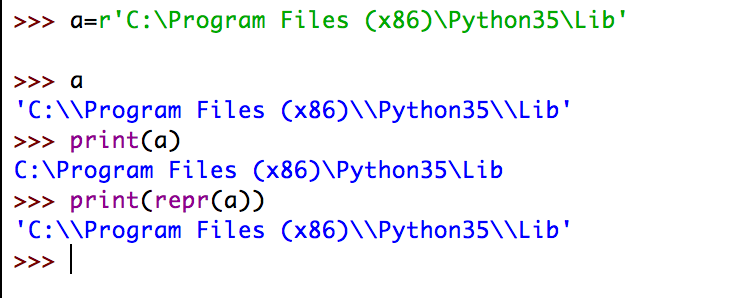 >>> a=r'C:\Program Files (x86)\Python35\Lib'
>>> a
'C:\\Program Files (x86)\\Python35\\Lib'
>>> print(a)
C:\Program Files (x86)\Python35\Lib
>>> print(repr(a))
'C:\\Program Files (x86)\\Python35\\Lib'
>>>